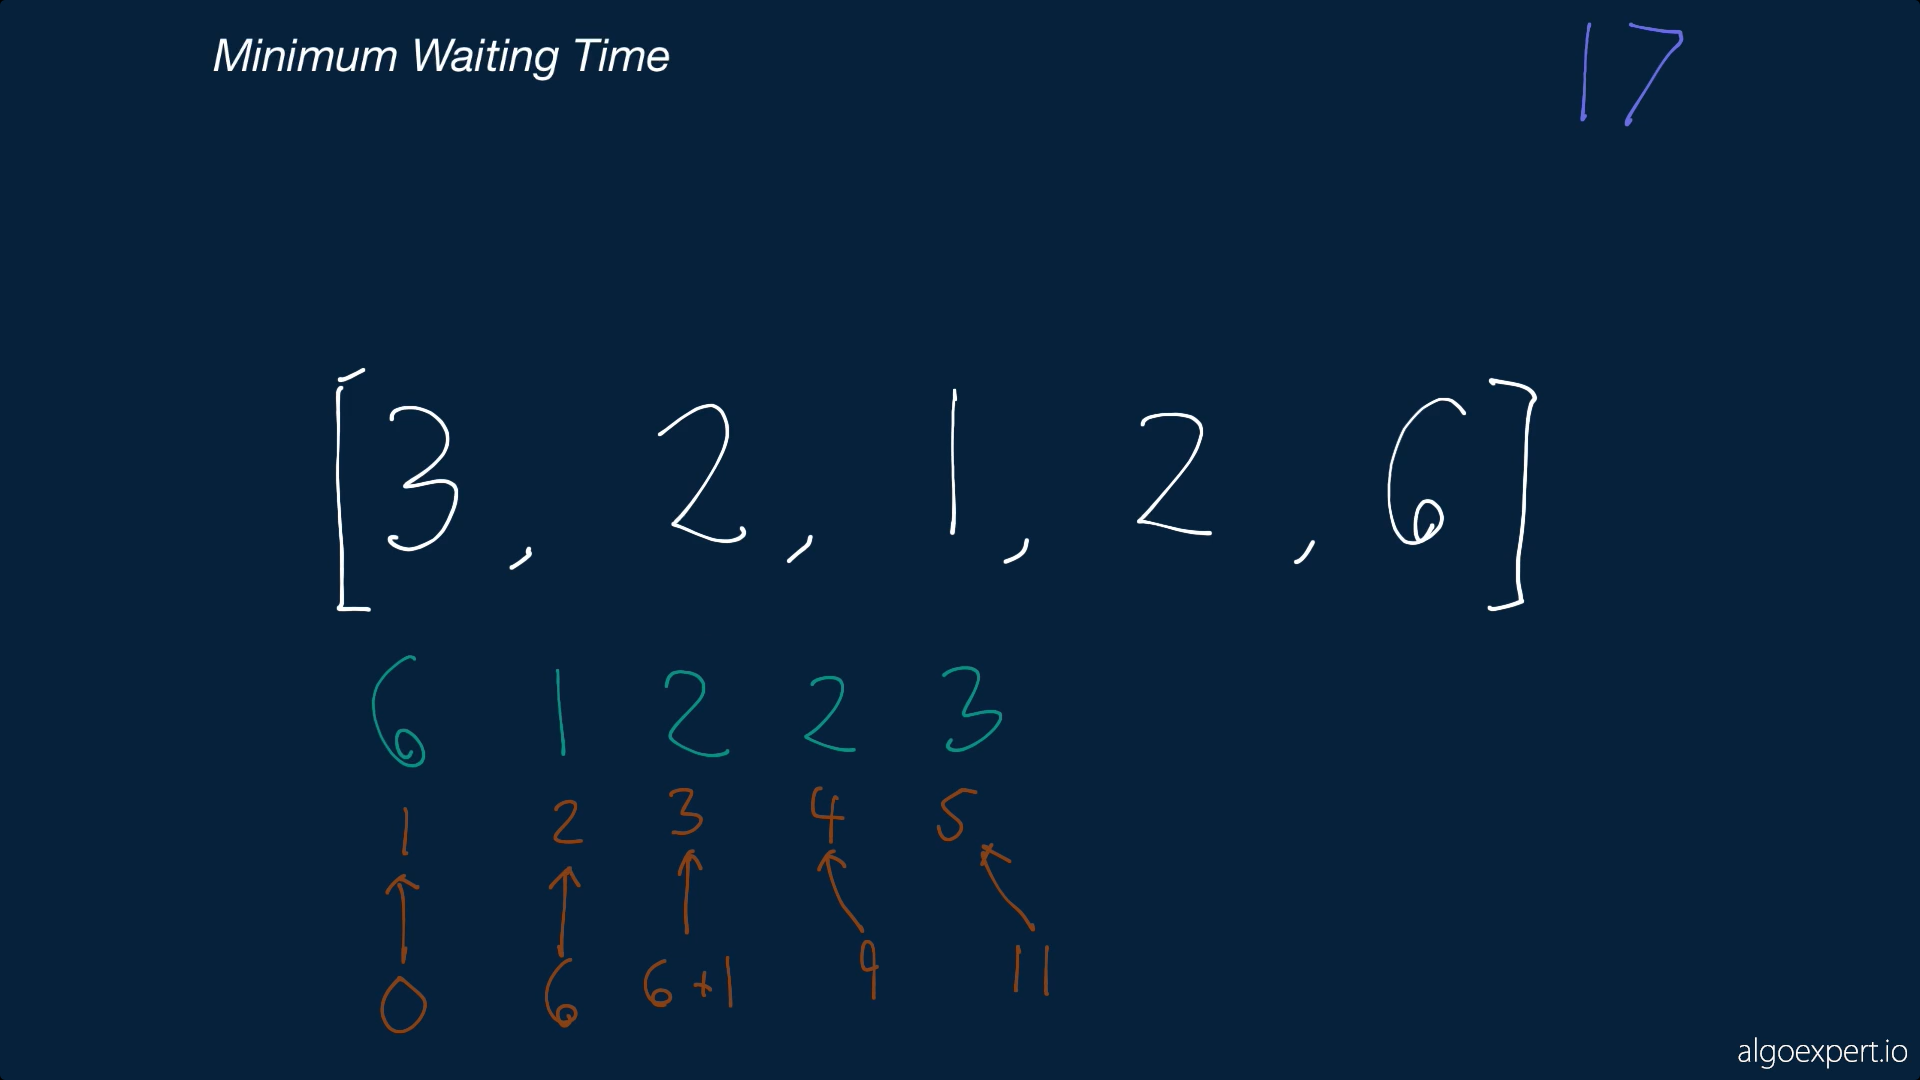 Minimum Waiting Time
17
[3, 2, 1, 2, 6]
6 1 2 2 3
1 2 3 4 5
0 6 6+1 9 11
algoexpert.io